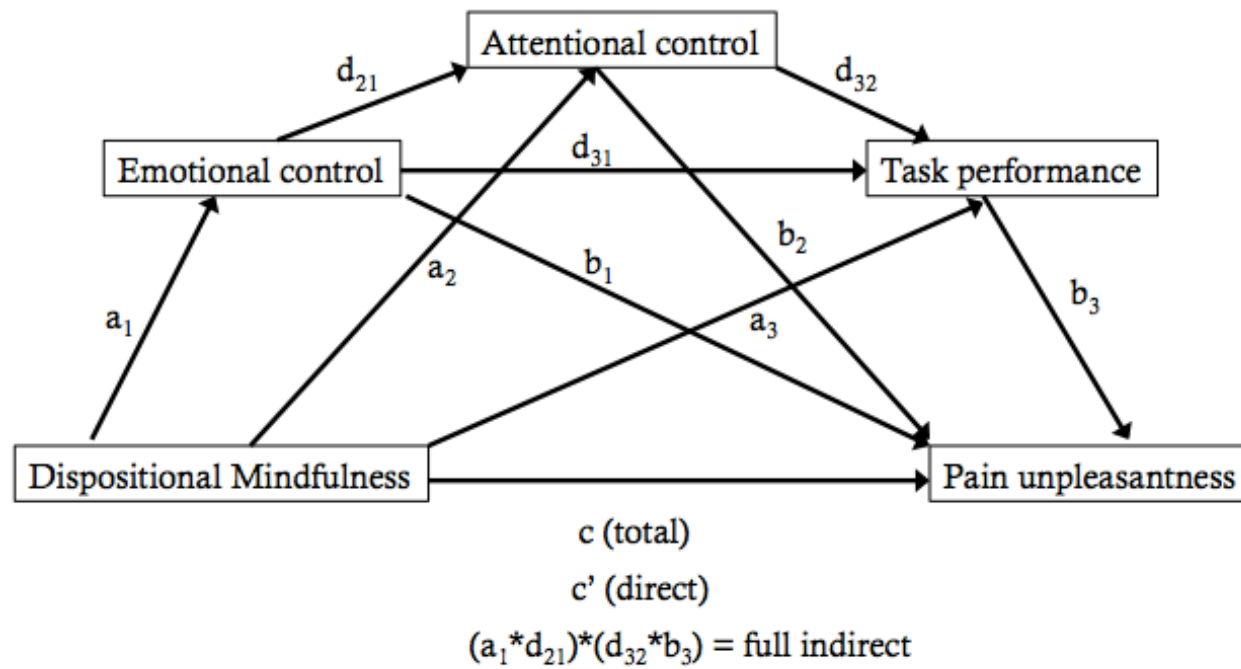 Attentional control
d₂₁
d₃₂
Emotional control
d₃₁
Task performance
a₁
a₂
b₁
b₂
a₃
b₃
Dispositional Mindfulness
Pain unpleasantness
c (total)
c’ (direct)
(a₁*d₂₁)*(d₃₂*b₃) = full indirect